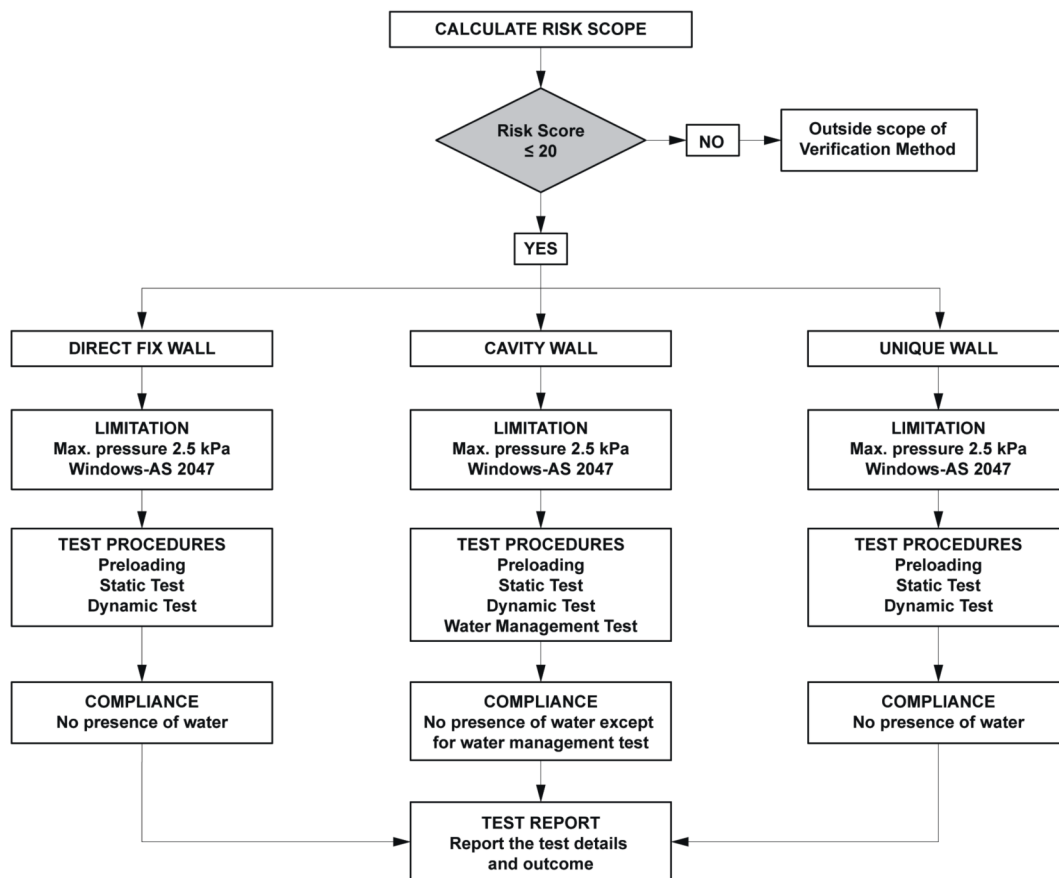 CALCULATE RISK SCOPE
Risk Score
≤ 20
NO
Outside scope of
Verification Method
YES
DIRECT FIX WALL
LIMITATION
Max. pressure 2.5 kPa
Windows-AS 2047
TEST PROCEDURES
Preloading
Static Test
Dynamic Test
COMPLIANCE
No presence of water
CAVITY WALL
LIMITATION
Max. pressure 2.5 kPa
Windows-AS 2047
TEST PROCEDURES
Preloading
Static Test
Dynamic Test
Water Management Test
COMPLIANCE
No presence of water except
for water management test
UNIQUE WALL
LIMITATION
Max. pressure 2.5 kPa
Windows-AS 2047
TEST PROCEDURES
Preloading
Static Test
Dynamic Test
COMPLIANCE
No presence of water
TEST REPORT
Report the test details
and outcome